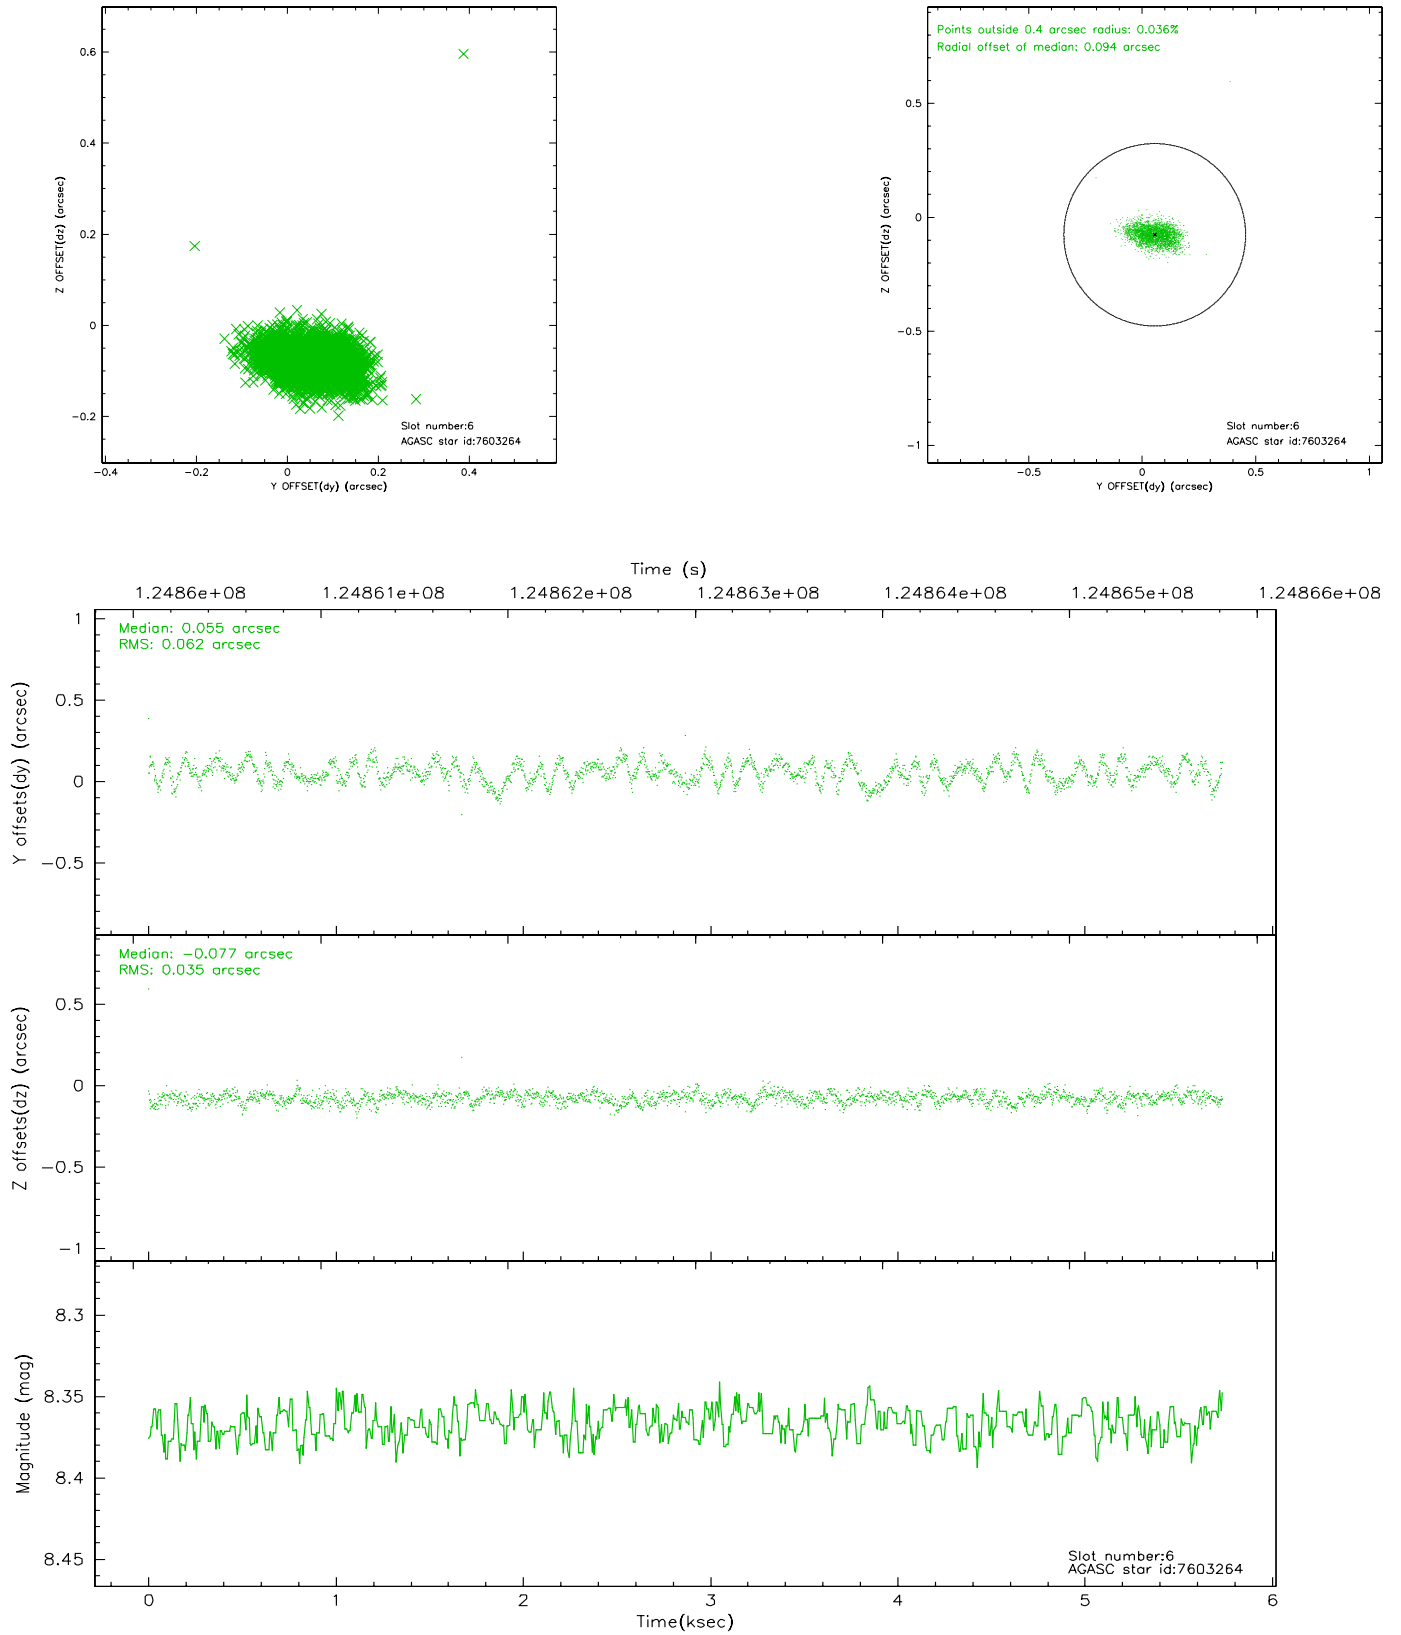 0.6
0.4
0.2
0
−0.2
−0.4
−0.2
0
0.2
0.4
Z OFFSET(dz) (arcsec)
Y OFFSET(dy) (arcsec)
Slot number:6
AGASC star id:7603264
Points outside 0.4 arcsec radius: 0.036%
Radial offset of median: 0.094 arcsec
0.5
0
−0.5
−1
−0.5
0
0.5
1
Z OFFSET(dz) (arcsec)
Y OFFSET(dy) (arcsec)
Slot number:6
AGASC star id:7603264
Time (s)
1.2486e+08
1.24861e+08
1.24862e+08
1.24863e+08
1.24864e+08
1.24865e+08
1.24866e+08
Median: 0.055 arcsec
RMS: 0.062 arcsec
1
0.5
0
−0.5
Y offsets(dy) (arcsec)
Median: −0.077 arcsec
RMS: 0.035 arcsec
0.5
0
−0.5
−1
Z offsets(dz) (arcsec)
8.3
8.35
8.4
8.45
Magnitude (mag)
Slot number:6
AGASC star id:7603264
0
1
2
3
4
5
6
Time(ksec)